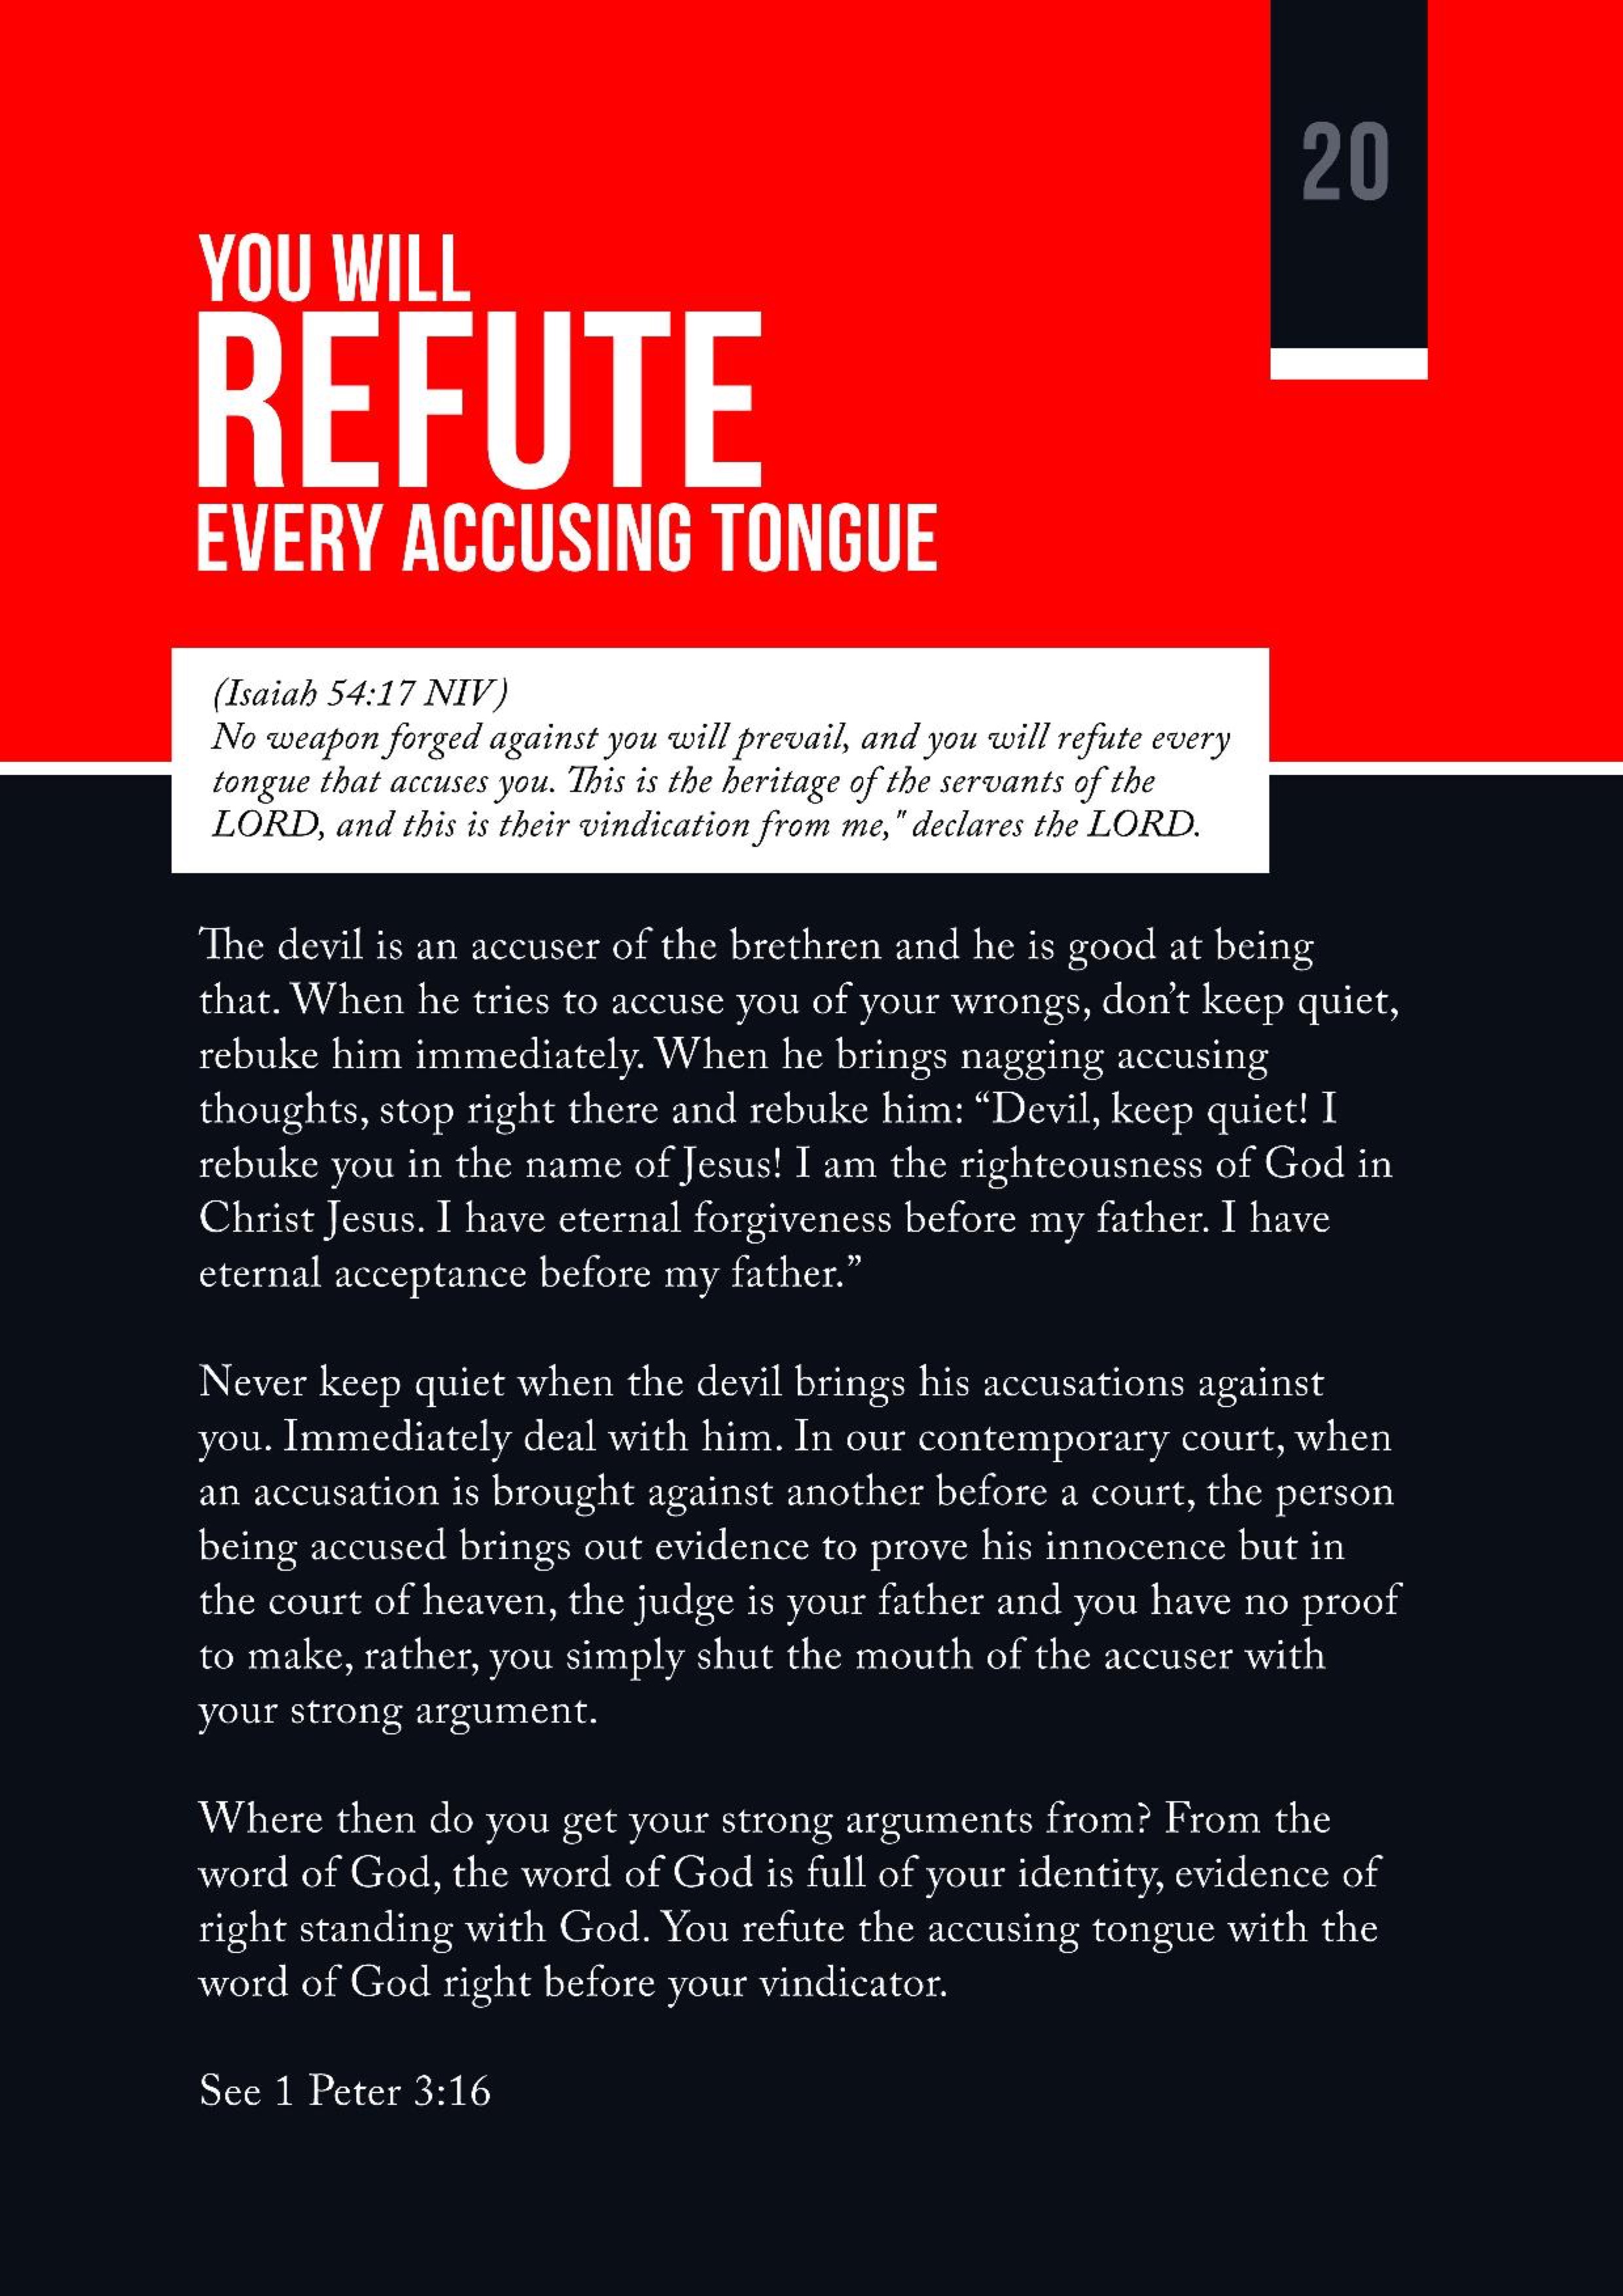 20
YOU WILL
REFUTE
EVERY ACCUSING TONGUE
(Isaiah 54:17 NIV)
No weapon forged against you will prevail, and you will refute every
tongue that accuses you. This is the heritage of the servants of the
LORD, and this is their vindication from me," declares the LORD.
The devil is an accuser of the brethren and he is good at being
that. When he tries to accuse you of your wrongs, don’t keep quiet,
rebuke him immediately. When he brings nagging accusing
thoughts, stop right there and rebuke him: “Devil, keep quiet! I
rebuke you in the name of Jesus! I am the righteousness of God in
Christ Jesus. I have eternal forgiveness before my father. I have
eternal acceptance before my father.”
Never keep quiet when the devil brings his accusations against
you. Immediately deal with him. In our contemporary court, when
an accusation is brought against another before a court, the person
being accused brings out evidence to prove his innocence but in
the court of heaven, the judge is your father and you have no proof
to make, rather, you simply shut the mouth of the accuser with
your strong argument.
Where then do you get your strong arguments from? From the
word of God, the word of God is full of your identity, evidence of
right standing with God. You refute the accusing tongue with the
word of God right before your vindicator.
See 1 Peter 3:16